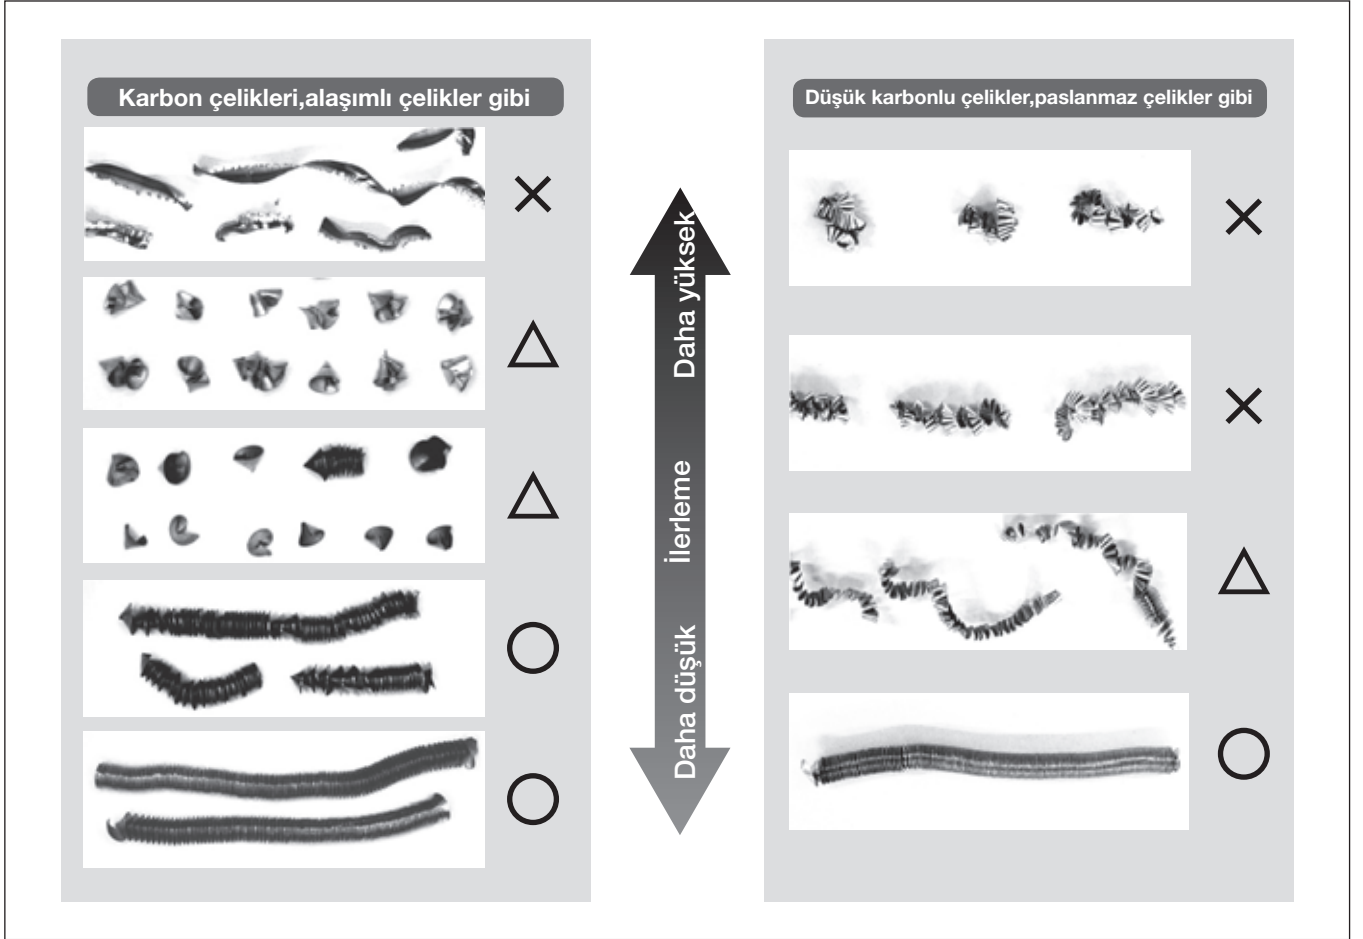 Karbon çelikleri,alaşımlı çelikler gibi
Düşük karbonlu çelikler,paslanmaz çelikler gibi
Daha yüksek
İlerleme
Daha düşük